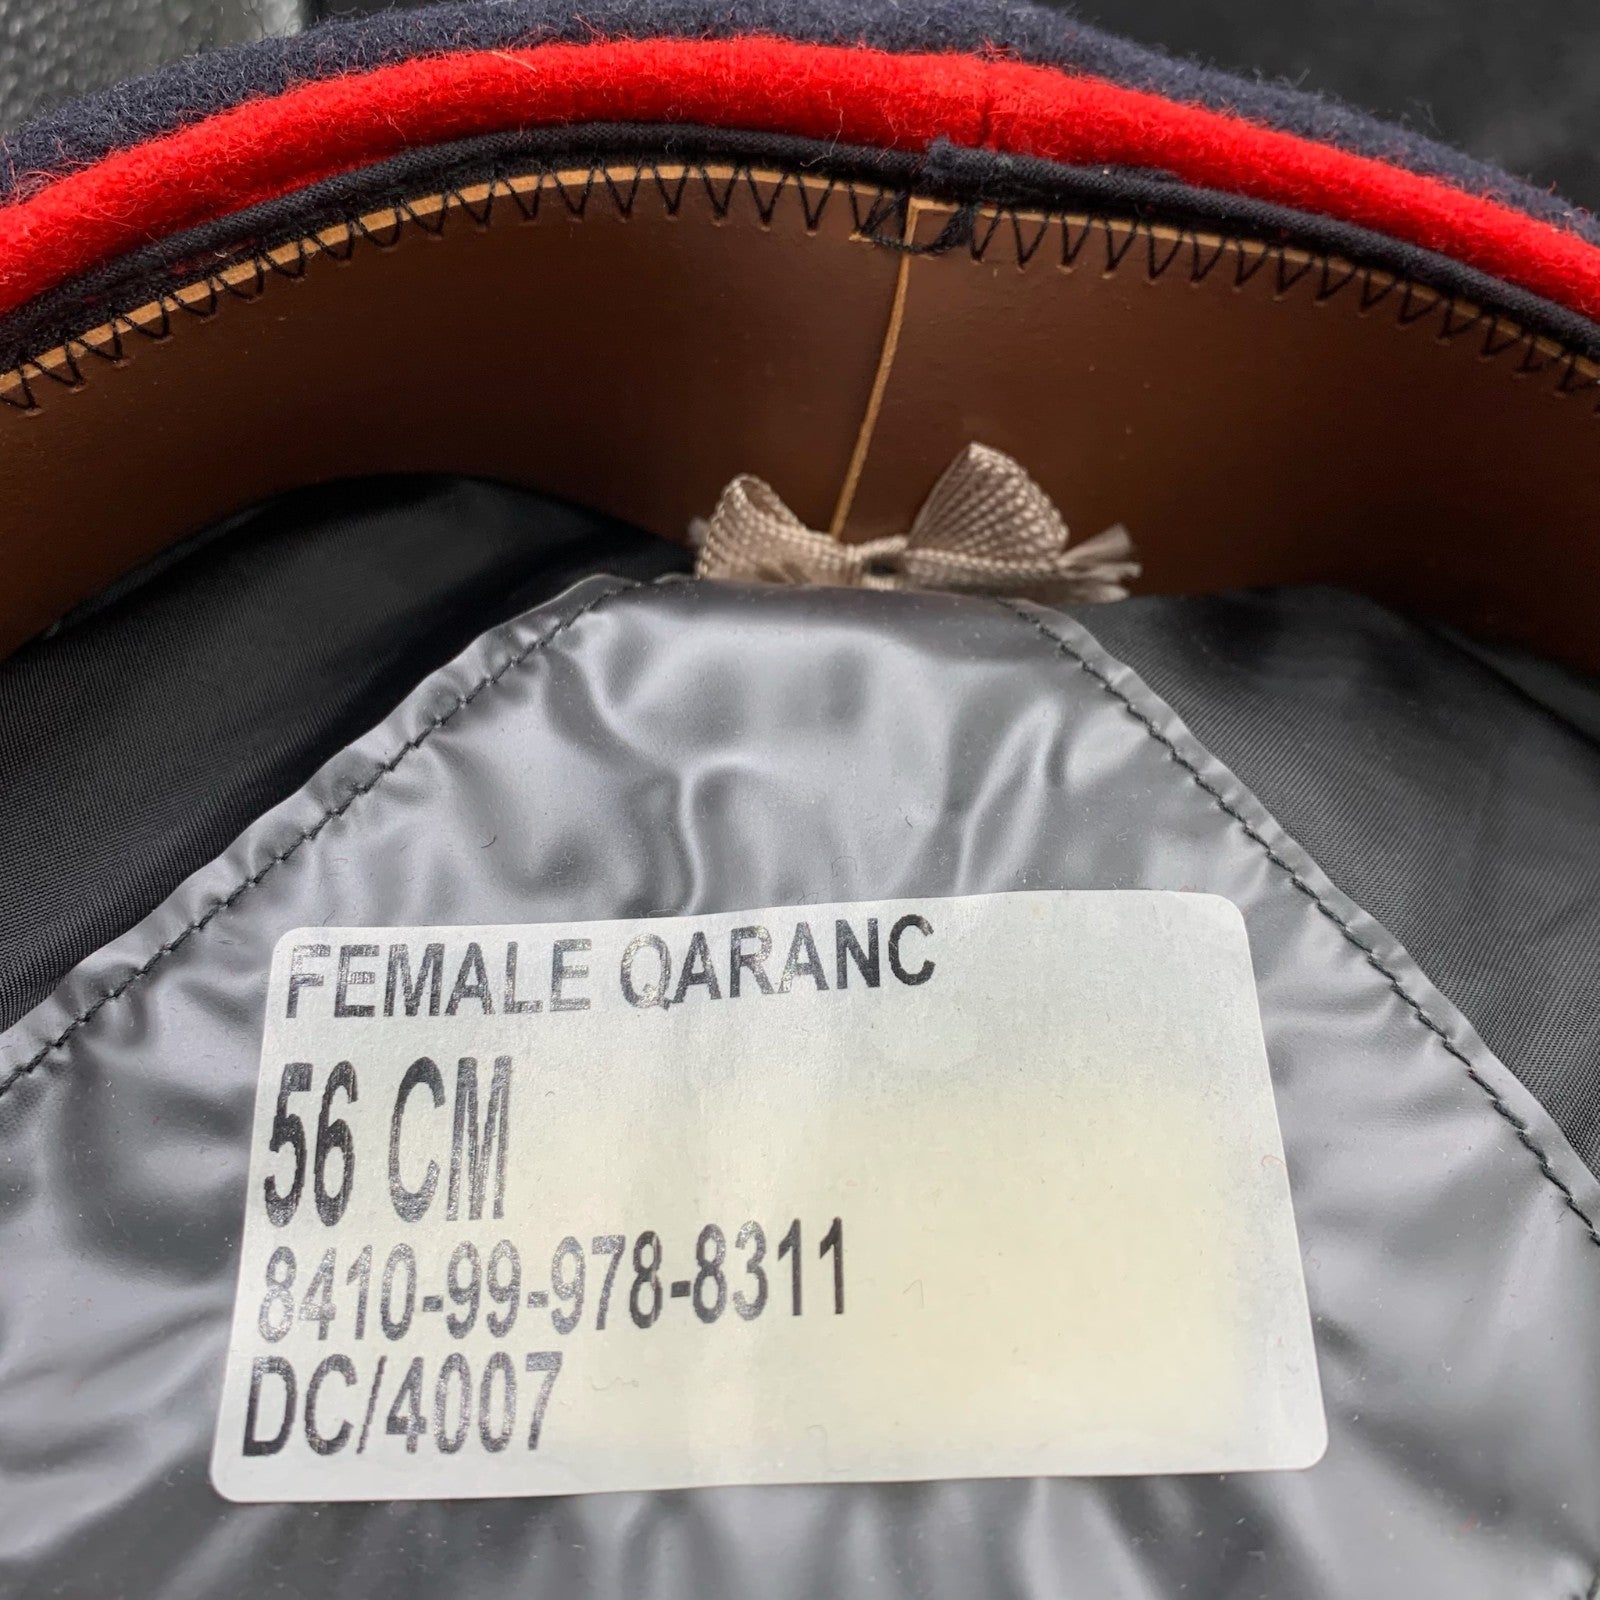 FEMALE QARANC
56 CM
8410-99-978-8311
DC/4007